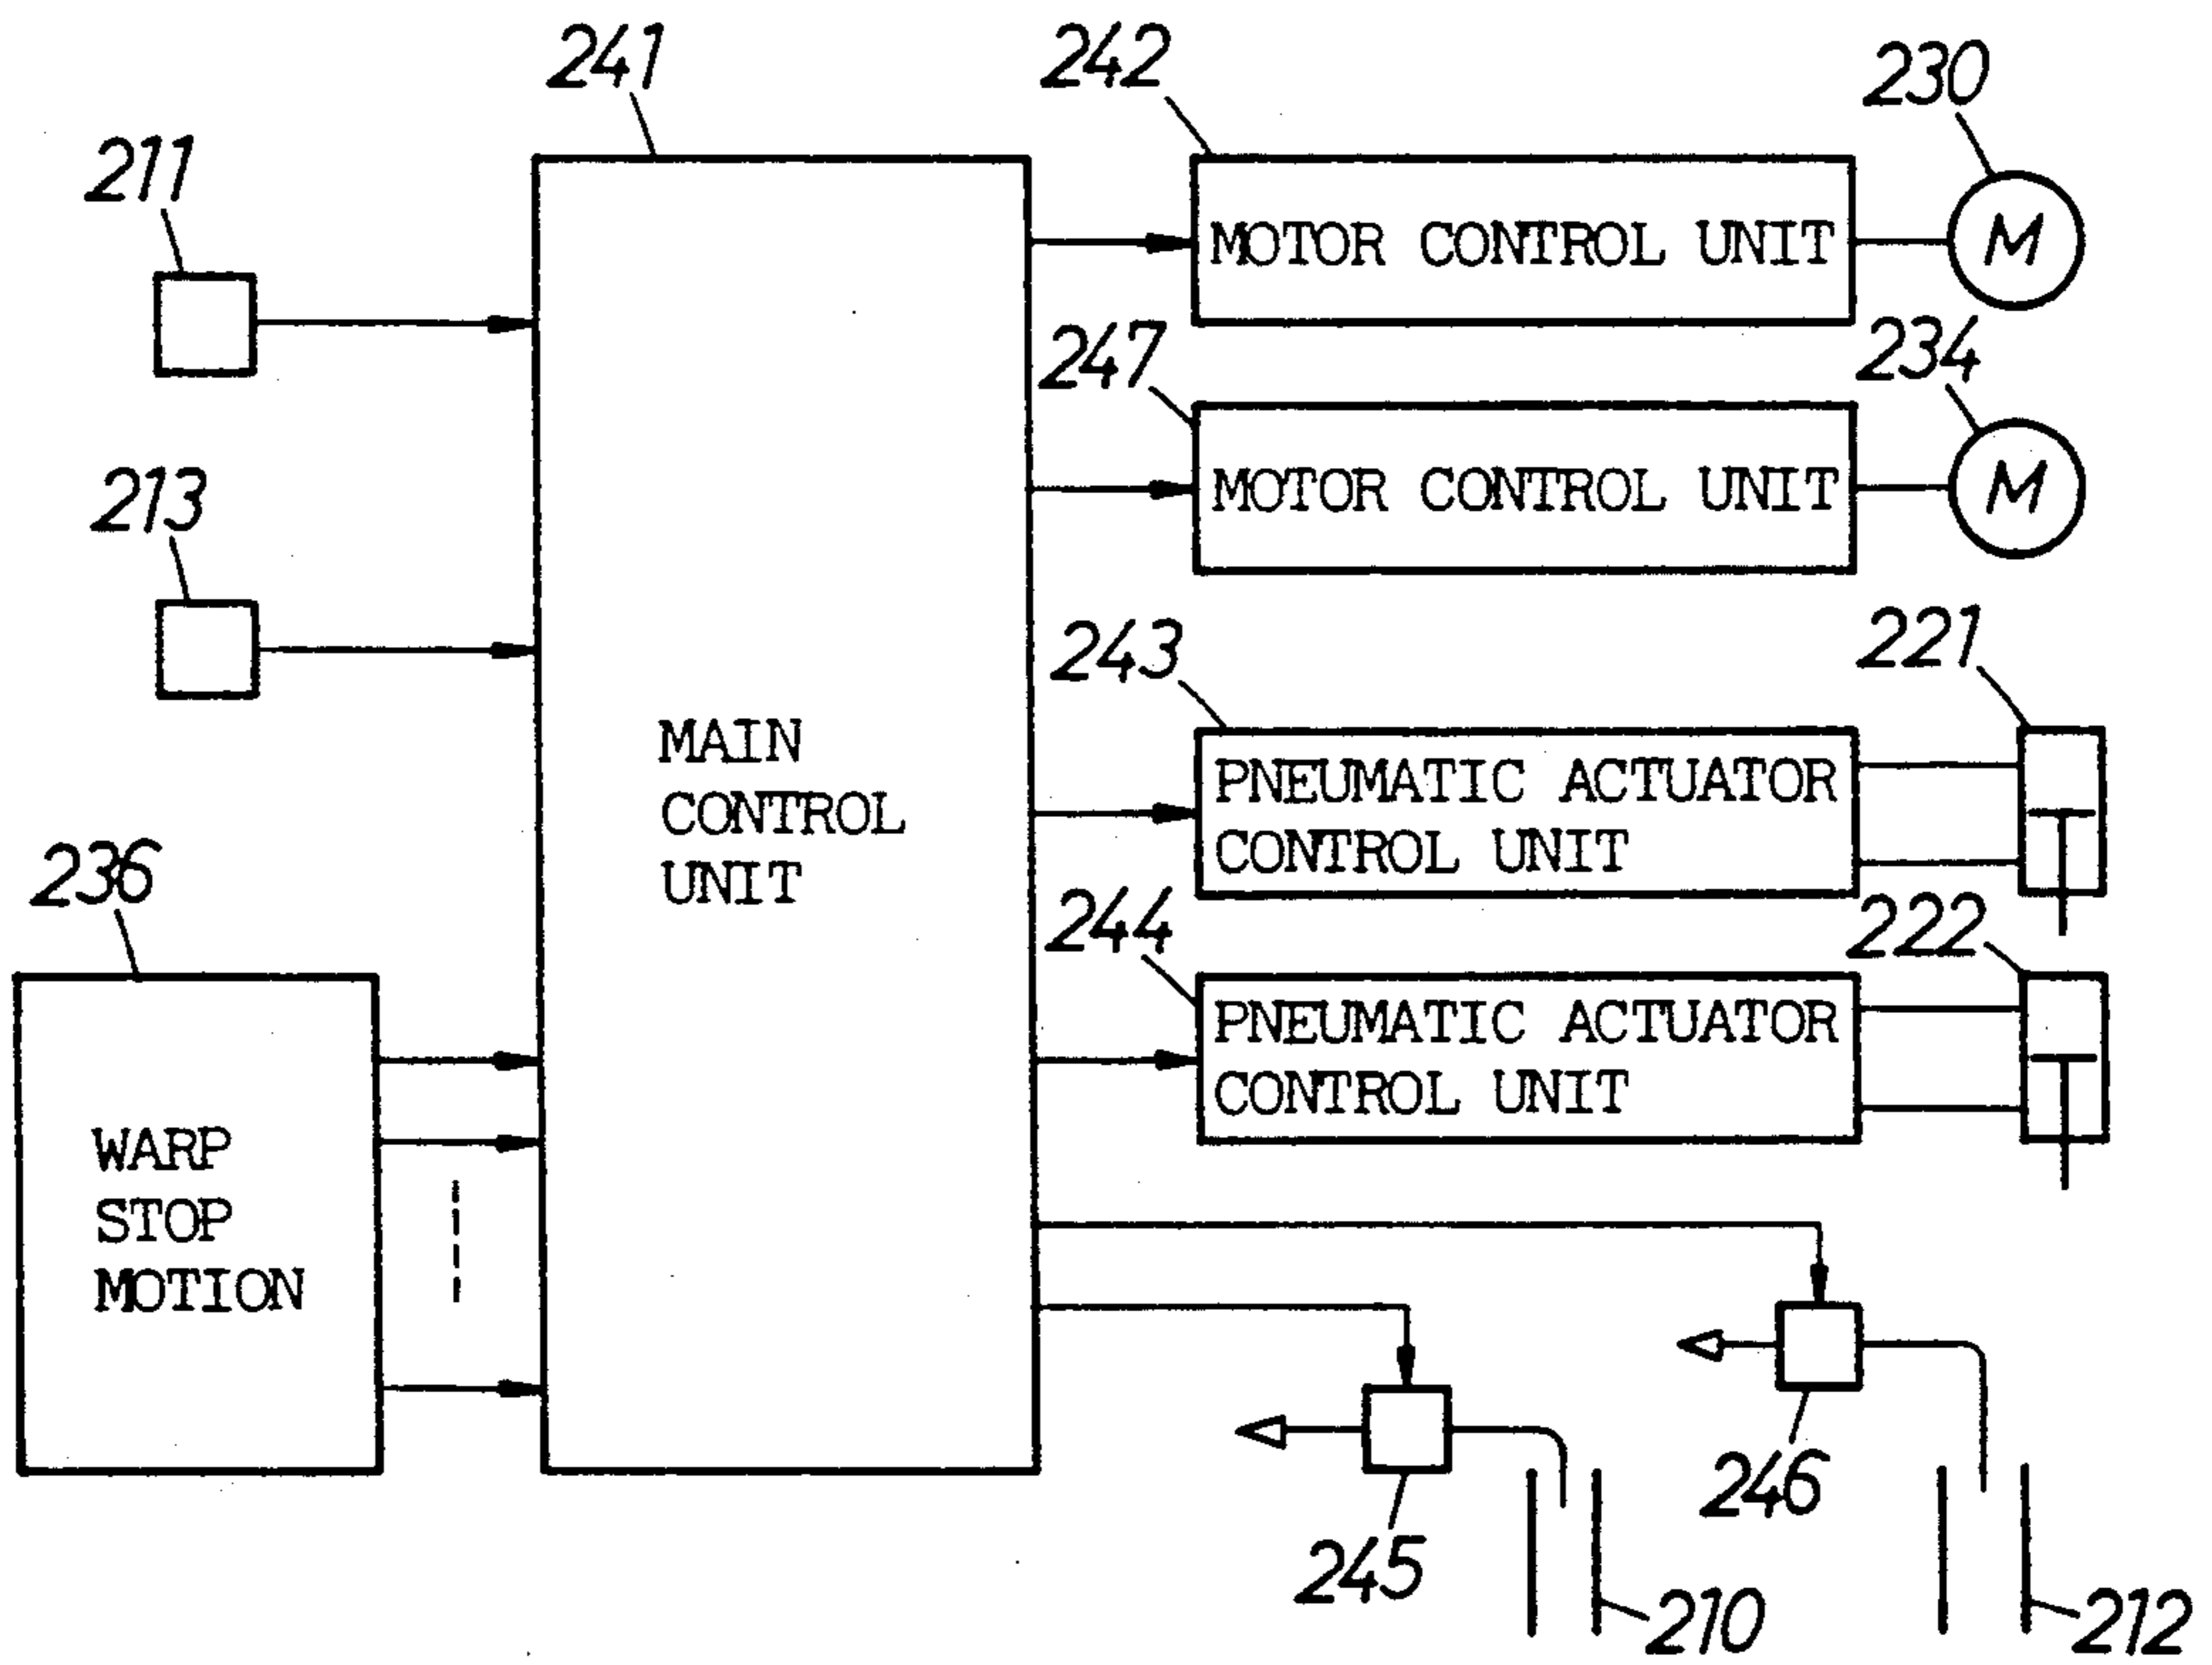 241
242
230
211
MOTOR CONTROL UNIT
M
247
234
213
MOTOR CONTROL UNIT
M
243
221
MAIN
CONTROL
UNIT
PNEUMATIC ACTUATOR
CONTROL UNIT
236
244
222
PNEUMATIC ACTUATOR
CONTROL UNIT
WARP
STOP
MOTION
246
245
210
212